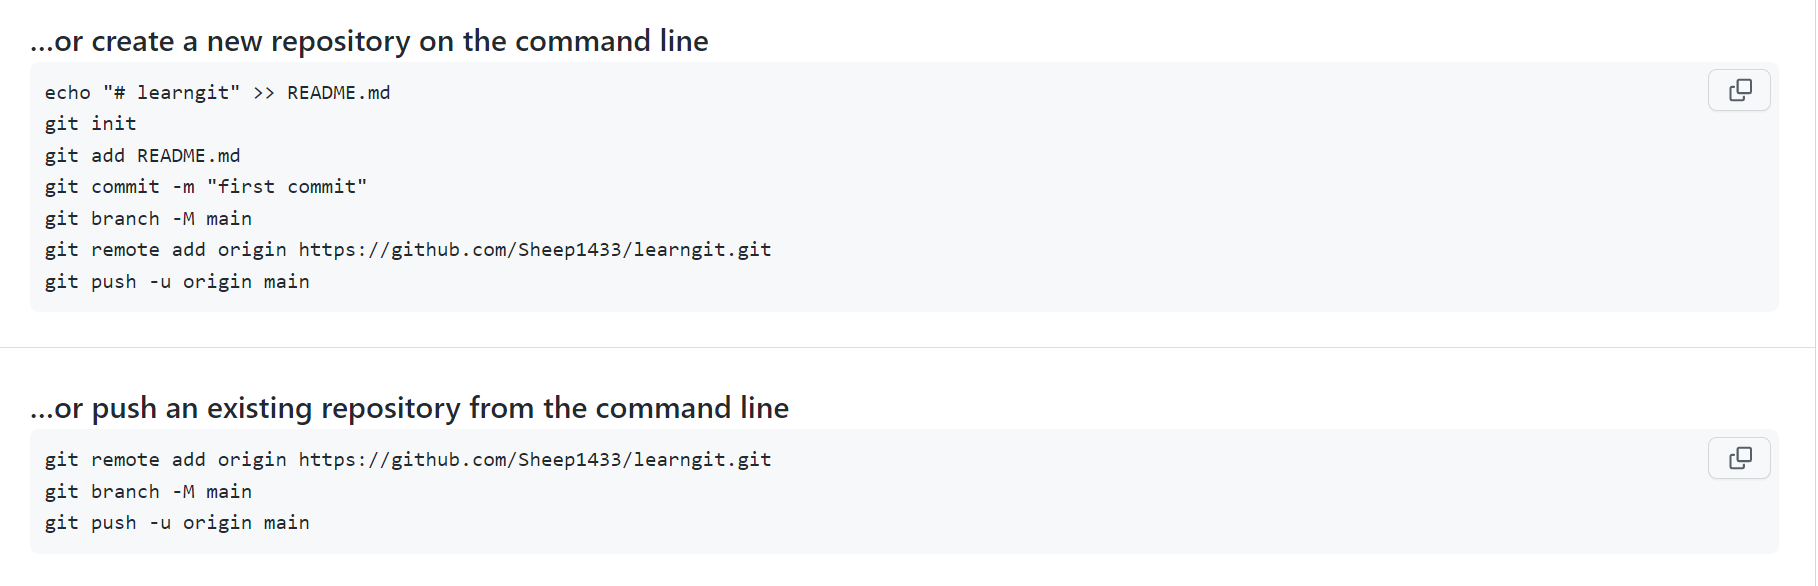 …or create a new repository on the command line
echo "# learngit" >> README.md
git init
git add README.md
git commit -m "first commit"
git branch -M main
git remote add origin https://github.com/Sheep1433/learngit.git
git push -u origin main
…or push an existing repository from the command line
git remote add origin https://github.com/Sheep1433/learngit.git
git branch -M main
git push -u origin main